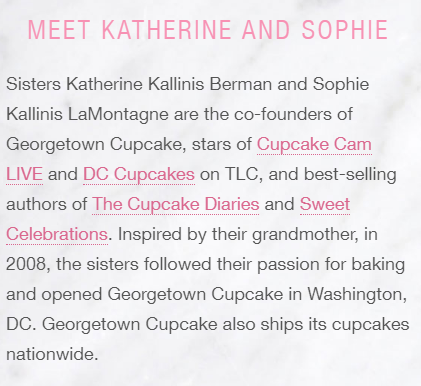 MEET KATHERINE AND SOPHIE
Sisters Katherine Kallinis Berman and Sophie
Kallinis LaMontagne are the co-founders of
Georgetown Cupcake, stars of Cupcake Cam
LIVE and DC Cupcakes on TLC, and best-selling
authors of The Cupcake Diaries and Sweet
Celebrations. Inspired by their grandmother, in
2008, the sisters followed their passion for baking
and opened Georgetown Cupcake in Washington,
DC. Georgetown Cupcake also ships its cupcakes
nationwide.